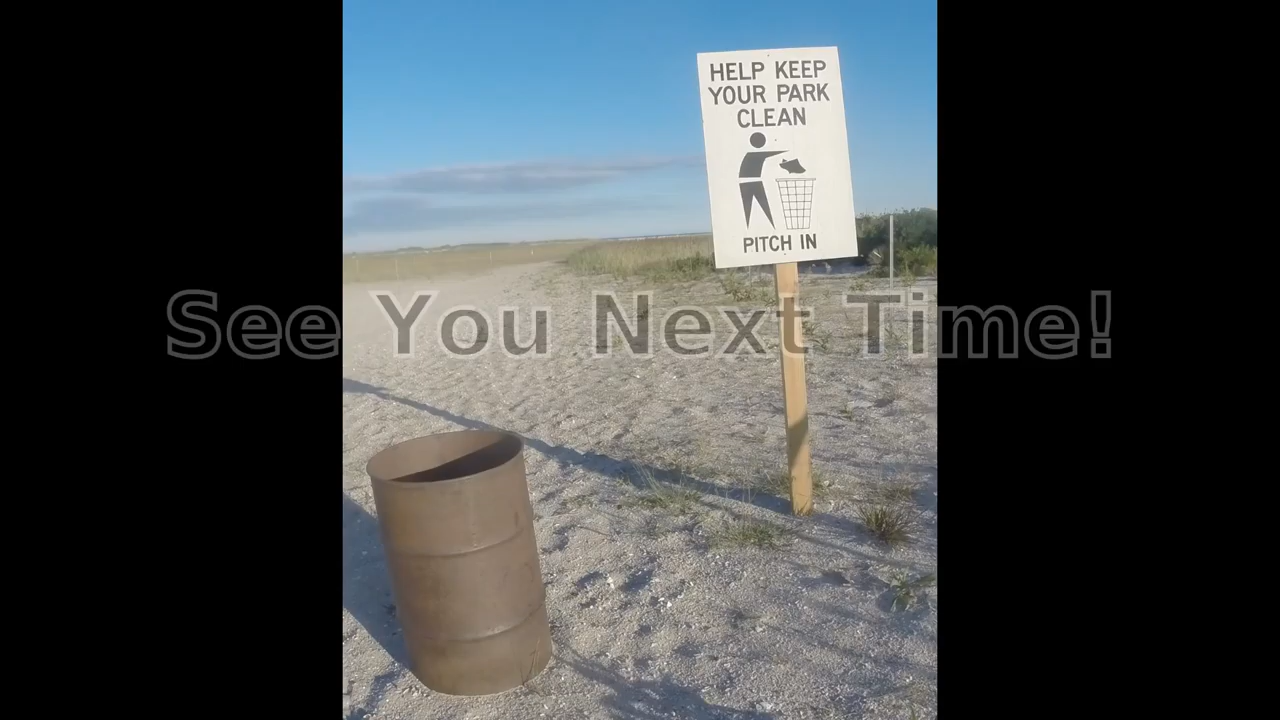 HELP KEEP
YOUR PARK
CLEAN
PITCH IN
See You Next Time!